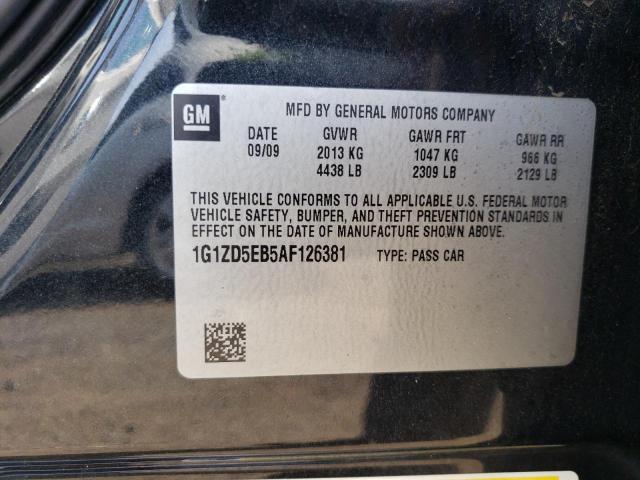 GM
MFD BY GENERAL MOTORS COMPANY
DATE GVWR GAWR FRT GAWR RR
09/09 2013 KG 1047 KG 966 KG
4438 LB 2309 LB 2129 LB
THIS VEHICLE CONFORMS TO ALL APPLICABLE U.S. FEDERAL MOTOR
VEHICLE SAFETY, BUMPER, AND THEFT PREVENTION STANDARDS IN
EFFECT ON THE DATE OF MANUFACTURE SHOWN ABOVE.
1G1ZD5EB5AF126381 TYPE: PASS CAR